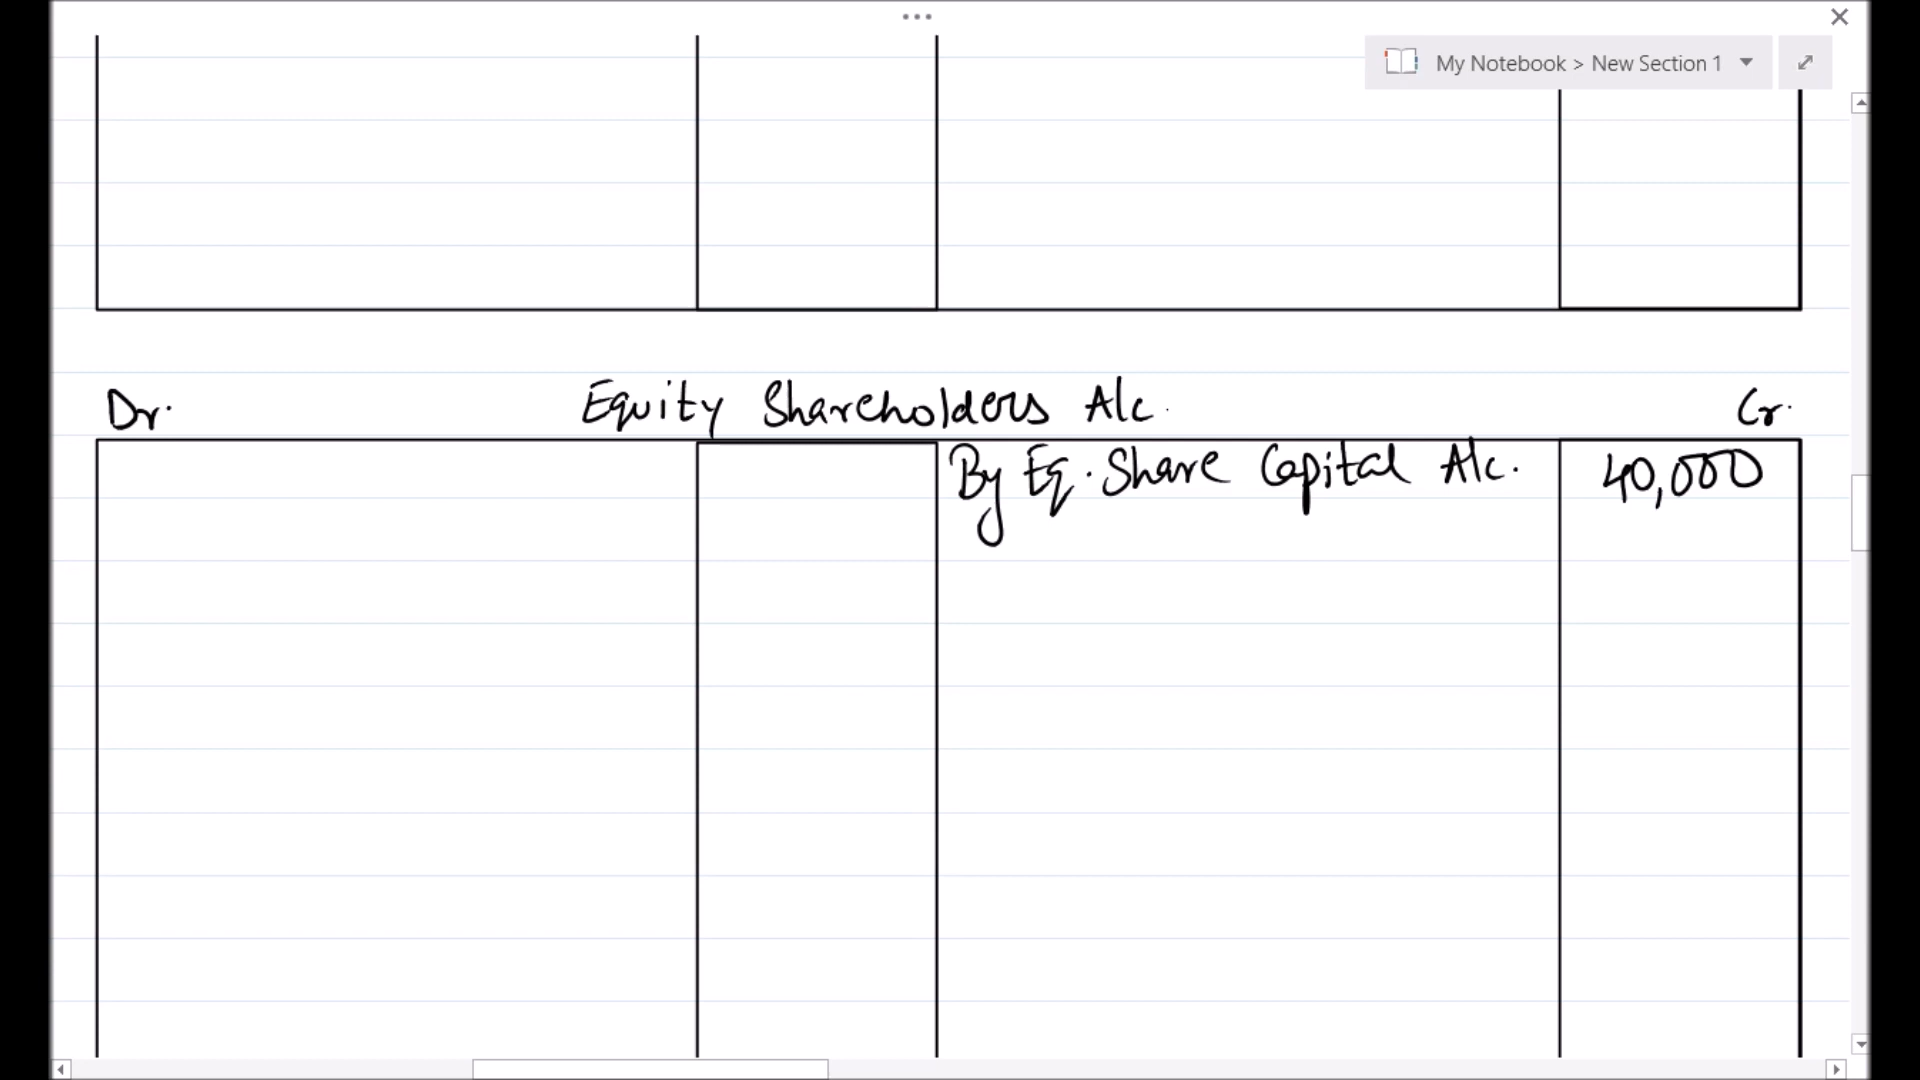 My Notebook > New Section 1
Dr. Equity Shareholders A/c. Cr.
By Eq. Share Capital A/c. 40,000